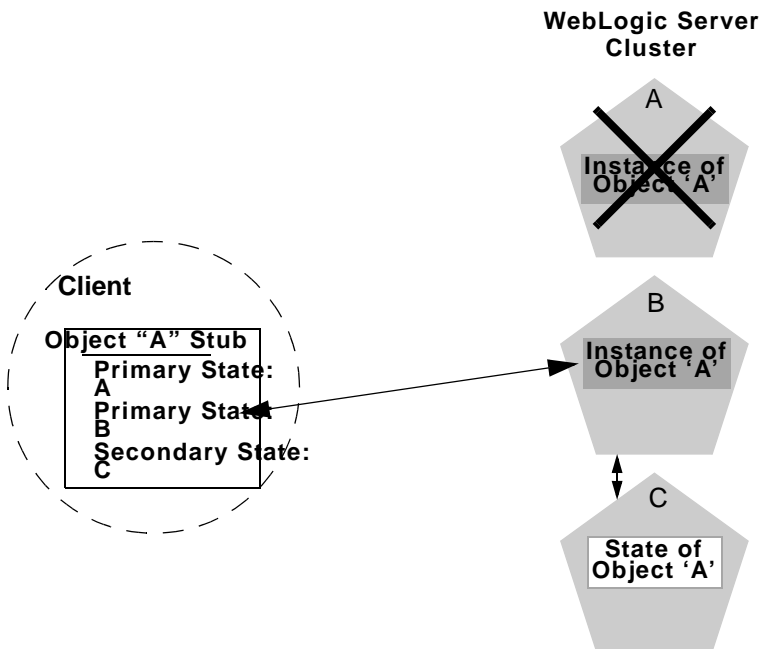 WebLogic Server
Cluster
A
Instance of
Object ‘A’
Client
Object “A” Stub
Primary State:
A
Primary State:
B
Secondary State:
C
B
Instance of
Object ‘A’
C
State of
Object ‘A’